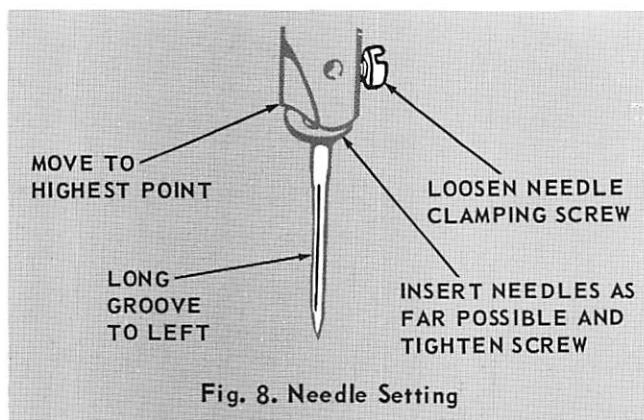 MOVE TO
HIGHEST POINT
LOOSEN NEEDLE
CLAMPING SCREW
LONG
GROOVE
TO LEFT
INSERT NEEDLES AS
FAR POSSIBLE AND
TIGHTEN SCREW
Fig. 8. Needle Setting